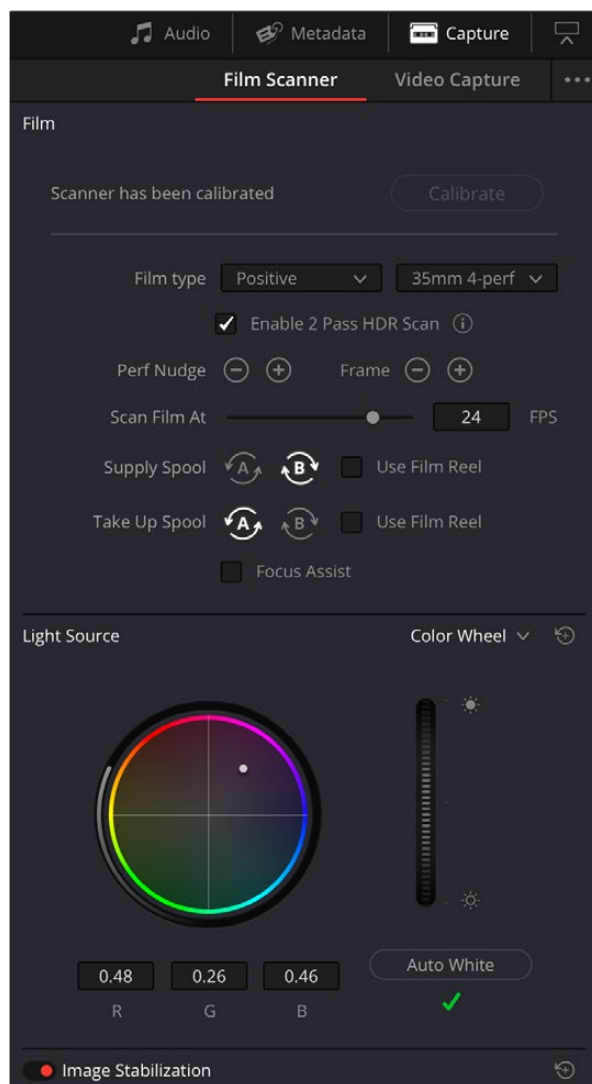 Audio Metadata Capture
Film Scanner Video Capture
Film
Scanner has been calibrated Calibrate
Film type Positive 35mm 4-perf
Enable 2 Pass HDR Scan
Perf Nudge Frame
Scan Film At 24 FPS
Supply Spool A B Use Film Reel
Take Up Spool A B Use Film Reel
Focus Assist
Light Source Color Wheel
0.48 0.26 0.46 Auto White
R G B
Image Stabilization